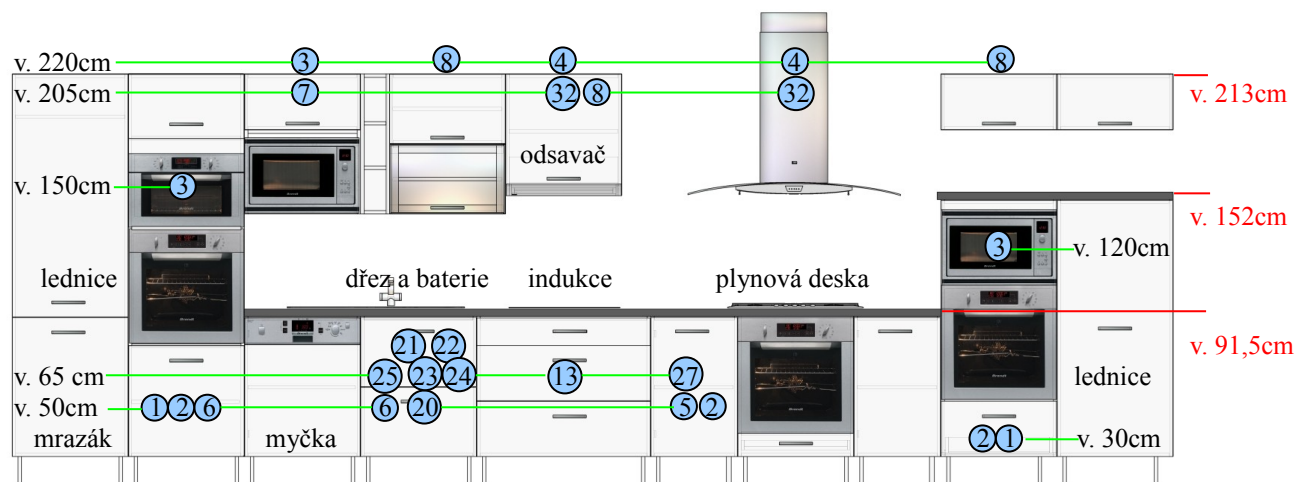 v. 220cm 3 8 4 4 8
v. 205cm 7 32 8 32 v. 213cm
odsavač
v. 150cm 3
v. 152cm
3 v. 120cm
lednice dřez a baterie indukce plynová deska
21 22 v. 91,5cm
v. 65 cm 25 23 24 13 27 lednice
v. 50cm 1 2 6 6 20 5 2
mrazák myčka 2 1 v. 30cm